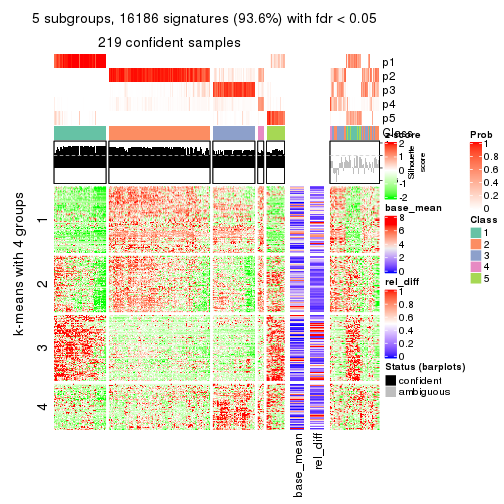 5 subgroups, 16186 signatures (93.6%) with fdr < 0.05
219 confident samples
p1
p2
p3
p4
p5
Class
Silhouette score
k-means with 4 groups
1
2
3
4
base_mean
rel_diff
z-score
2
1
0
-1
-2
base_mean
8
6
4
2
0
rel_diff
1
0.8
0.6
0.4
0.2
0
Status (barplots)
confident
ambiguous
Prob
1
0.8
0.6
0.4
0.2
0
Class
1
2
3
4
5